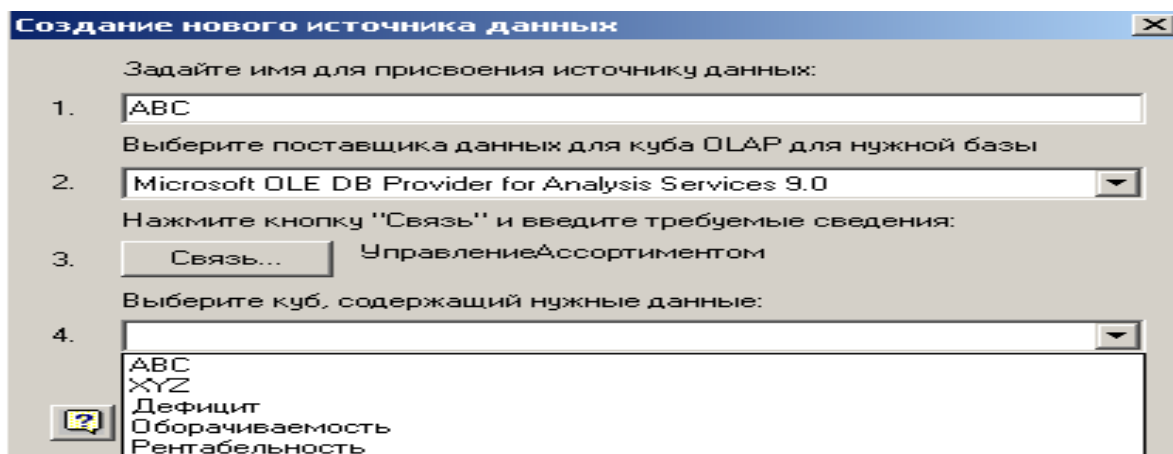 Создание нового источника данных
Задайте имя для присвоения источнику данных:
1. ABC
Выберите поставщика данных для куба OLAP для нужной базы
2. Microsoft OLE DB Provider for Analysis Services 9.0
Нажмите кнопку "Связь" и введите требуемые сведения:
3. Связь... УправлениеАссортиментом
Выберите куб, содержащий нужные данные:
4.
ABC
XYZ
Дефицит
Оборачиваемость
Рентабельность